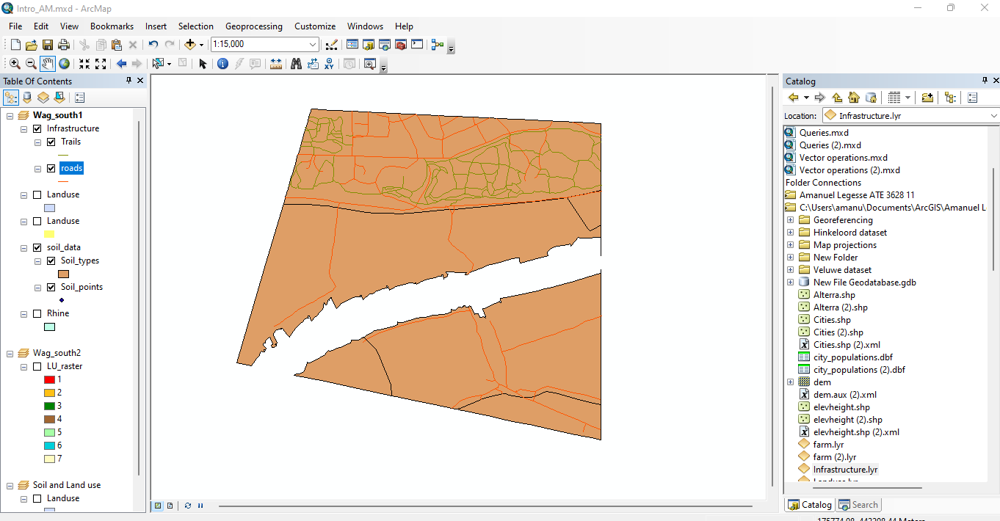 Intro_AM.mxd - ArcMap
File Edit View Bookmarks Insert Selection Geoprocessing Customize Windows Help
1:15,000
Table Of Contents
Wag_south1
Infrastructure
Trails
roads
Landuse
Landuse
soil_data
Soil_types
Soil_points
Rhine
Wag_south2
LU_raster
1
2
3
4
5
6
7
Soil and Land use
Landuse
Catalog
Location: Infrastructure.lyr
Queries.mxd
Queries (2).mxd
Vector operations.mxd
Vector operations (2).mxd
Folder Connections
Amanuel Legesse ATE 3628 11
C:\Users\amanu\Documents\ArcGIS\Amanuel L
Georeferencing
Hinkeloord dataset
Map projections
New Folder
Veluwe dataset
New File Geodatabase.gdb
Alterra.shp
Alterra (2).shp
Cities.shp
Cities (2).shp
Cities.shp (2).xml
city_populations.dbf
city_populations (2).dbf
dem
dem.aux (2).xml
elevheight.shp
elevheight (2).shp
elevheight.shp (2).xml
farm.lyr
farm (2).lyr
Infrastructure.lyr
Catalog Search